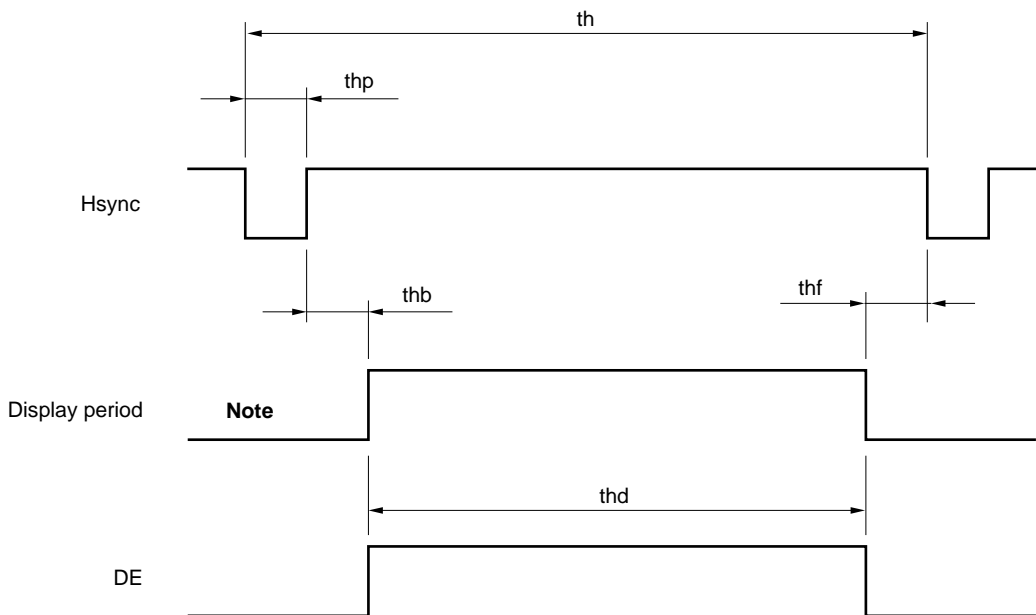 th
thp
Hsync
thb
thf
Display period
Note
thd
DE